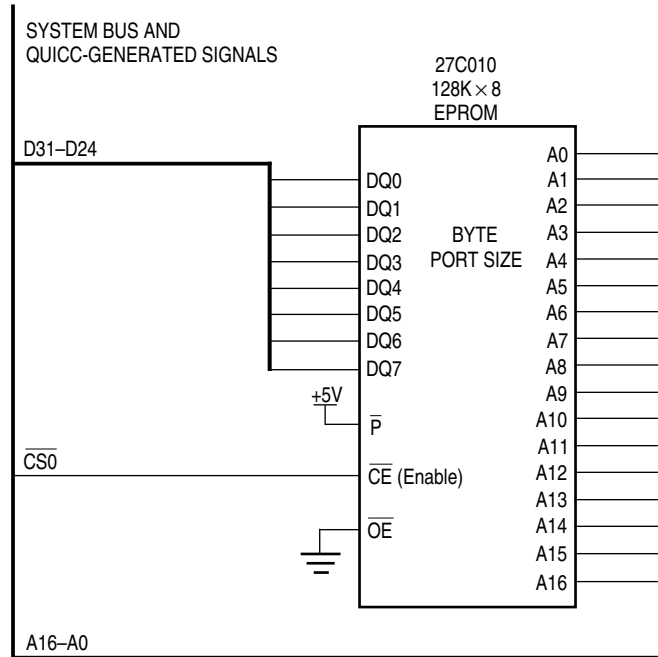 SYSTEM BUS AND
QUICC-GENERATED SIGNALS
27C010
128K × 8
EPROM
D31–D24
DQ0
DQ1
DQ2
DQ3
DQ4
DQ5
DQ6
DQ7
BYTE
PORT SIZE
A0
A1
A2
A3
A4
A5
A6
A7
A8
A9
A10
A11
A12
A13
A14
A15
A16
+5V
P
CS0
CE (Enable)
OE
A16–A0